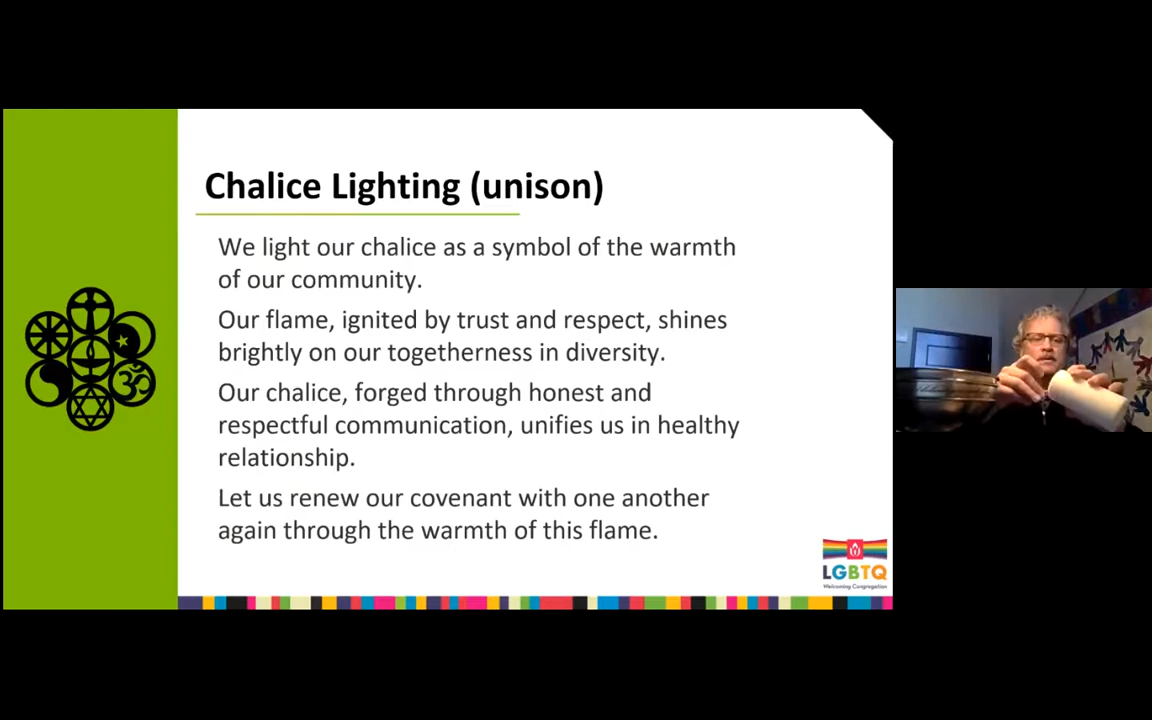 Chalice Lighting (unison)
We light our chalice as a symbol of the warmth
of our community.
Our flame, ignited by trust and respect, shines
brightly on our togetherness in diversity.
Our chalice, forged through honest and
respectful communication, unifies us in healthy
relationship.
Let us renew our covenant with one another
again through the warmth of this flame.
LGBTQ
Welcoming Congregation